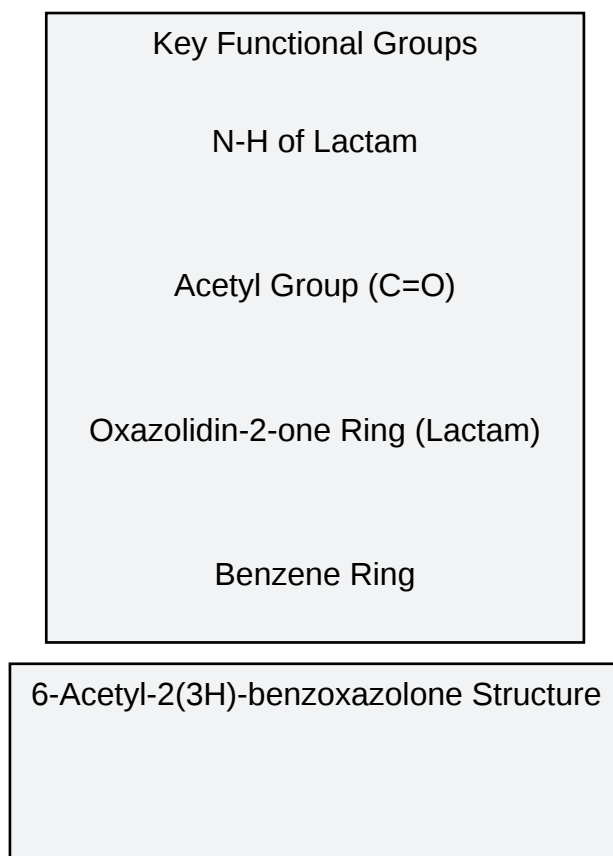 Key Functional Groups
N-H of Lactam
Acetyl Group (C=O)
Oxazolidin-2-one Ring (Lactam)
Benzene Ring
6-Acetyl-2(3H)-benzoxazolone Structure